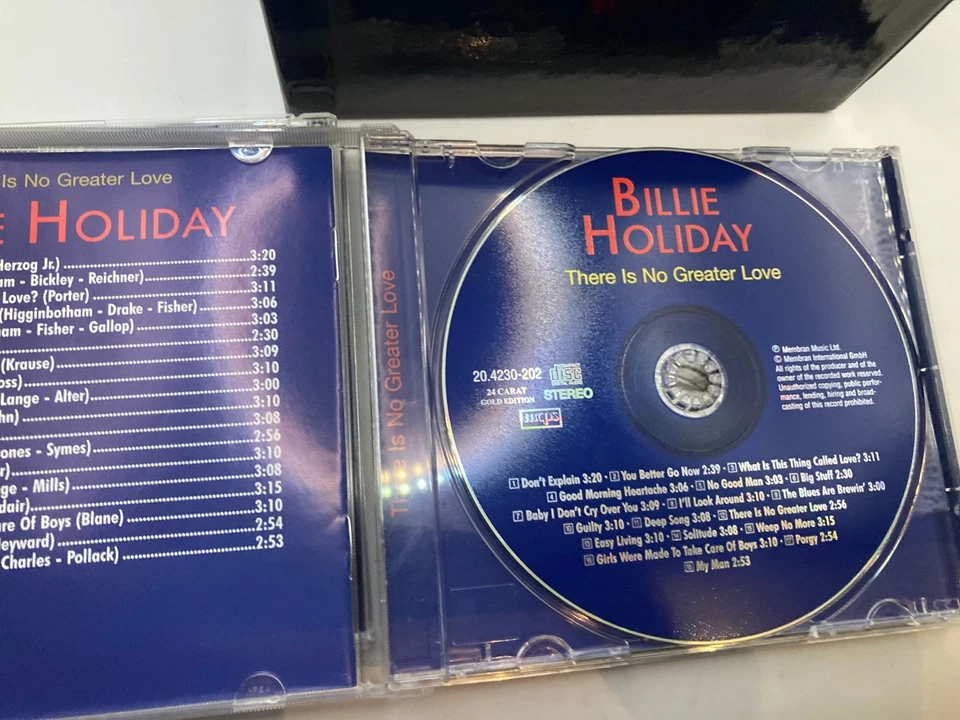 Is No Greater Love
E HOLIDAY
Herzog Jr.) 3:20
am - Bickley - Reichner) 2:39
Love? (Porter) 3:11
(Higginbotham - Drake - Fisher) 3:06
ham - Fisher - Gallop) 3:03
2:30
(Krause) 3:09
oss) 3:10
Lange - Alter) 3:00
hn) 3:10
3:08
ones - Symes) 2:56
r) 3:10
ge - Mills) 3:08
dair) 3:15
re Of Boys (Blane) 3:10
Heyward) 2:54
Charles - Pollack) 2:53
There Is No Greater Love
BILLIE
HOLIDAY
There Is No Greater Love
20.4230-202
24 CARAT
GOLD EDITION
COMPACT
disc
DIGITAL AUDIO
STEREO
mcps
℗ Membran Music Ltd.
© Membran International GmbH
All rights of the producer and of the
owner of the recorded work reserved.
Unauthorized copying, public perfor-
mance, lending, hiring and broad-
casting of this record prohibited.
1 Don't Explain 3:20 · 2 You Better Go Now 2:39 · 3 What Is This Thing Called Love? 3:11
4 Good Morning Heartache 3:06 · 5 No Good Man 3:03 · 6 Big Stuff 2:30
7 Baby I Don't Cry Over You 3:09 · 8 I'll Look Around 3:10 · 9 The Blues Are Brewin' 3:00
10 Guilty 3:10 · 11 Deep Song 3:08 · 12 There Is No Greater Love 2:56
13 Easy Living 3:10 · 14 Solitude 3:08 · 15 Weep No More 3:15
16 Girls Were Made To Take Care Of Boys 3:10 · 17 Porgy 2:54
18 My Man 2:53